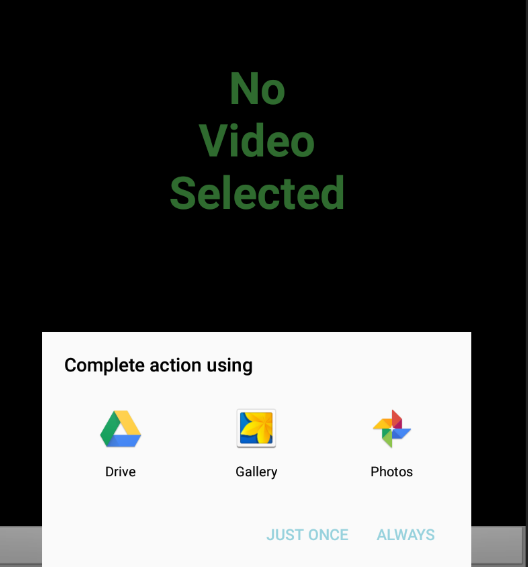 No
Video
Selected
Complete action using
Drive Gallery Photos
JUST ONCE ALWAYS